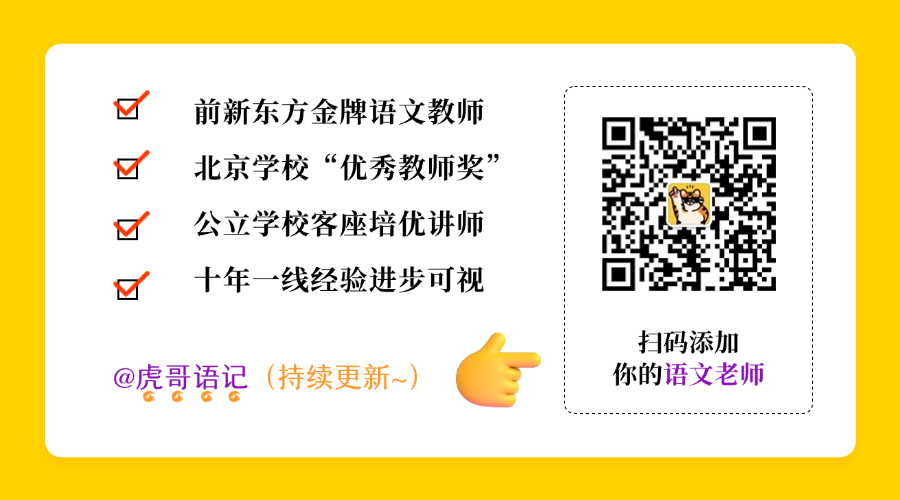 前新东方金牌语文教师
北京学校“优秀教师奖”
公立学校客座培优讲师
十年一线经验进步可视
@虎哥语记（持续更新~）
扫码添加
你的语文老师